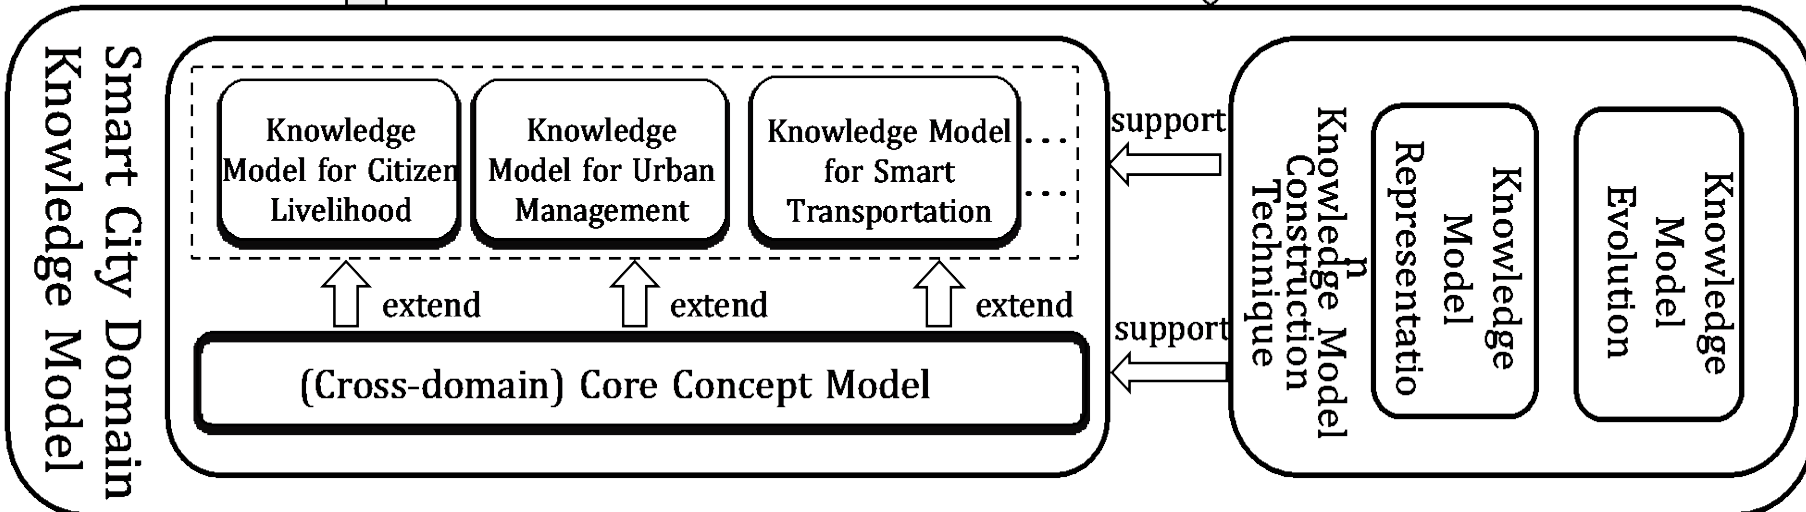 Smart City Domain
Knowledge Model
Knowledge
Model for Citizen
Livelihood
Knowledge
Model for Urban
Management
Knowledge Model
for Smart
Transportation
...
...
extend
extend
extend
(Cross-domain) Core Concept Model
support
support
Knowledge Model
Construction
Technique
Knowledge
Model
Representatio
n
Knowledge
Model
Evolution